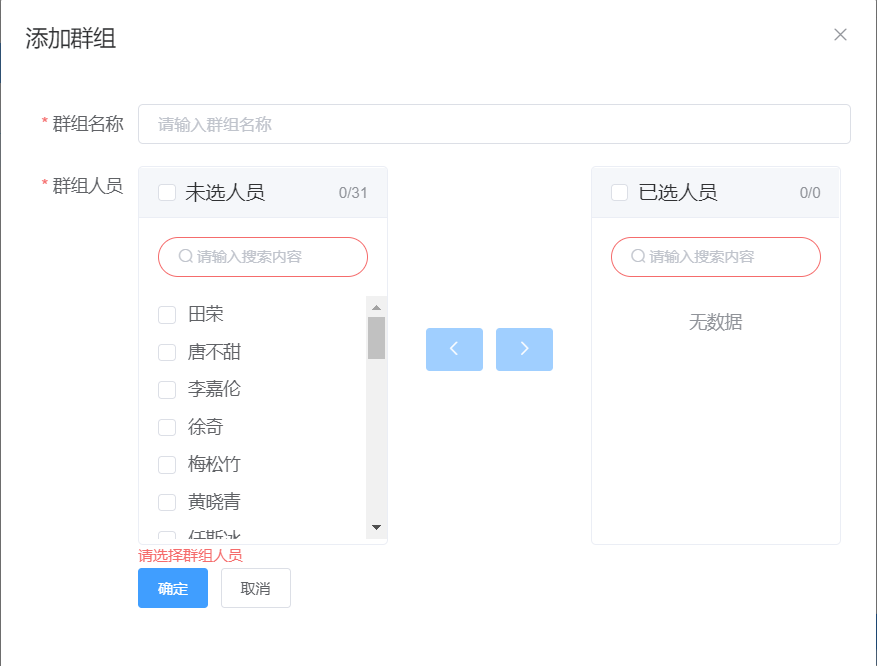 添加群组
* 群组名称
请输入群组名称
* 群组人员
未选人员 0/31
请输入搜索内容
田荣
唐不甜
李嘉伦
徐奇
梅松竹
黄晓青
任斯冰
已选人员 0/0
请输入搜索内容
无数据
请选择群组人员
确定
取消